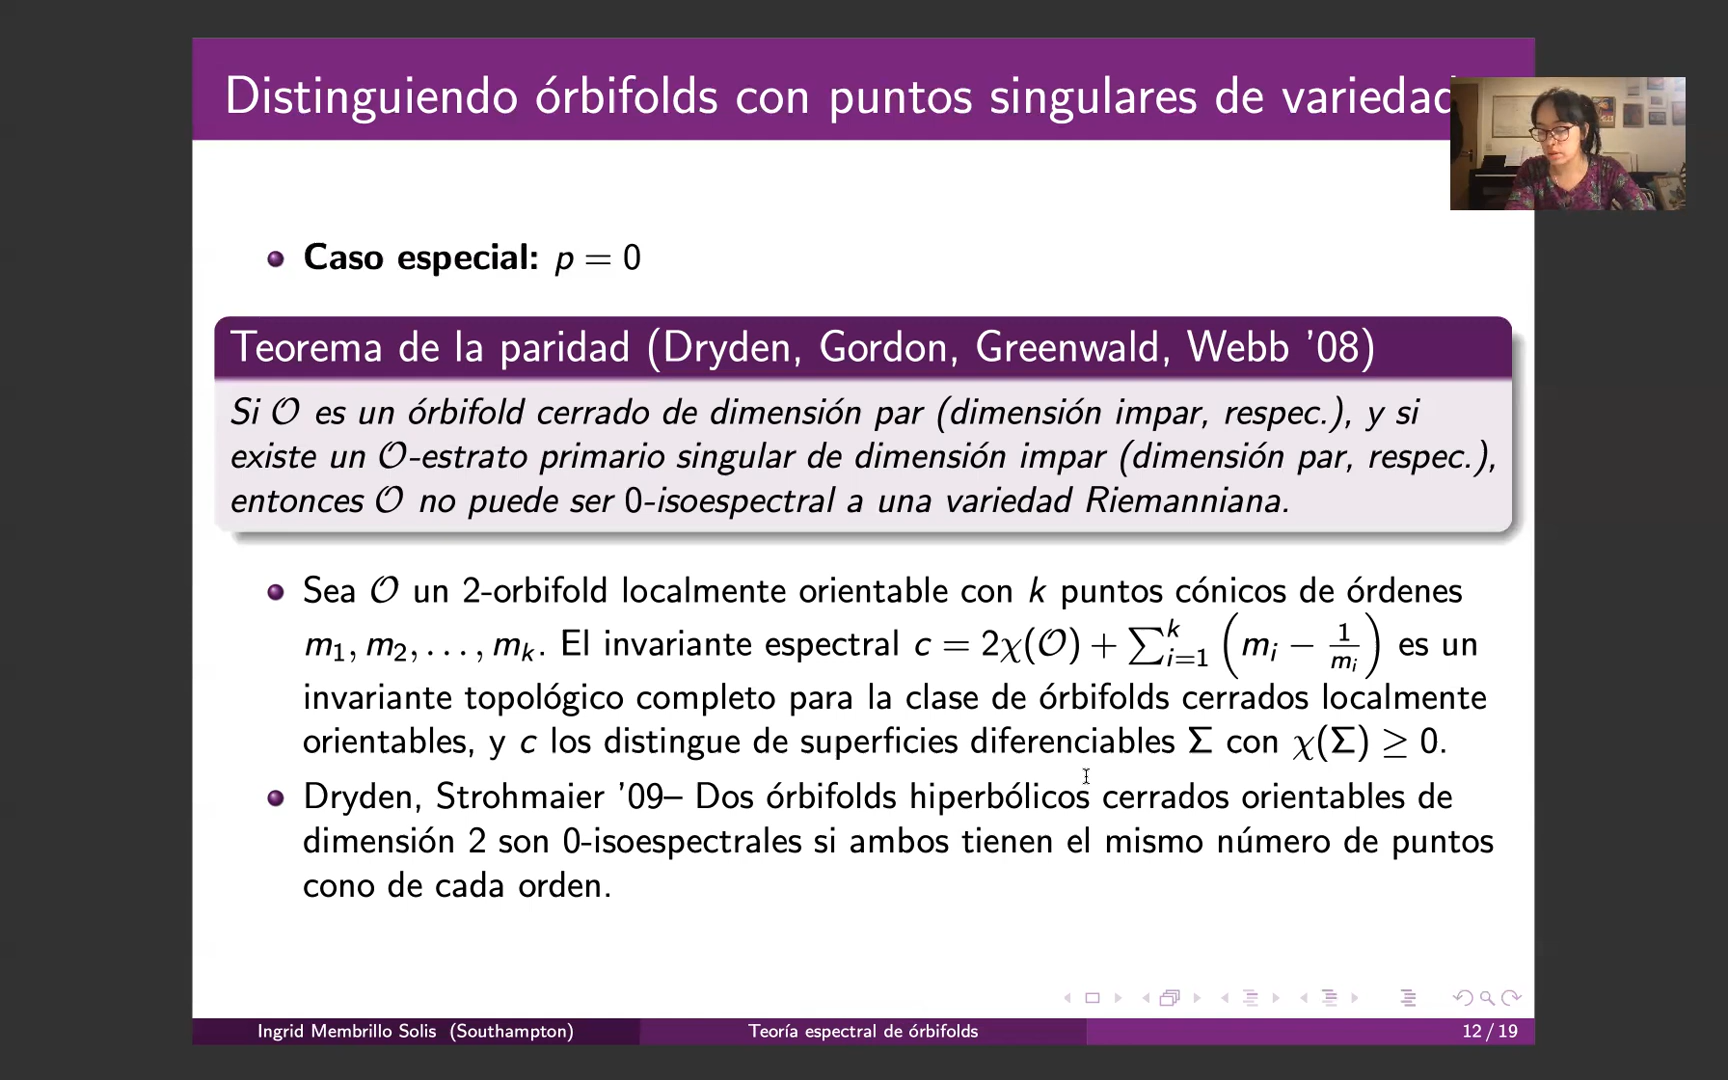 Distinguiendo órbifolds con puntos singulares de variedad
Caso especial: p = 0
Teorema de la paridad (Dryden, Gordon, Greenwald, Webb '08)
Si 𝒪 es un órbifold cerrado de dimensión par (dimensión impar, respec.), y si
existe un 𝒪-estrato primario singular de dimensión impar (dimensión par, respec.),
entonces 𝒪 no puede ser 0-isoespectral a una variedad Riemanniana.
Sea 𝒪 un 2-orbifold localmente orientable con k puntos cónicos de órdenes
m₁, m₂, . . . , mₖ. El invariante espectral c = 2χ(𝒪) + ∑ᵢ₌₁ᵏ (mᵢ − 1/mᵢ) es un
invariante topológico completo para la clase de órbifolds cerrados localmente
orientables, y c los distingue de superficies diferenciables Σ con χ(Σ) ≥ 0.
Dryden, Strohmaier '09– Dos órbifolds hiperbólicos cerrados orientables de
dimensión 2 son 0-isoespectrales si ambos tienen el mismo número de puntos
cono de cada orden.
Ingrid Membrillo Solis (Southampton)
Teoría espectral de órbifolds
12 / 19